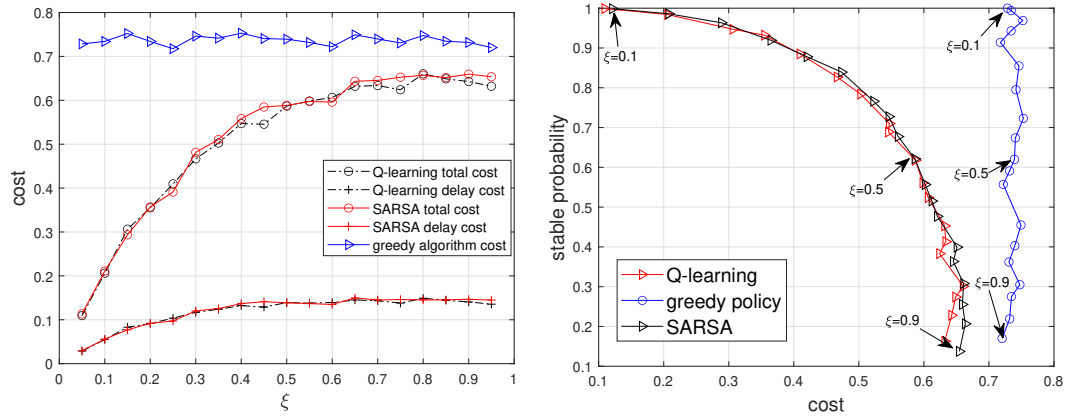 0.8
0.7
0.6
0.5
0.4
0.3
0.2
0.1
0
cost
0 0.1 0.2 0.3 0.4 0.5 0.6 0.7 0.8 0.9 1
ξ
Q-learning total cost
Q-learning delay cost
SARSA total cost
SARSA delay cost
greedy algorithm cost
1
0.9
0.8
0.7
0.6
0.5
0.4
0.3
0.2
0.1
stable probability
0.1 0.2 0.3 0.4 0.5 0.6 0.7 0.8
cost
ξ=0.1
ξ=0.1
ξ=0.5
ξ=0.5
ξ=0.9
ξ=0.9
Q-learning
greedy policy
SARSA